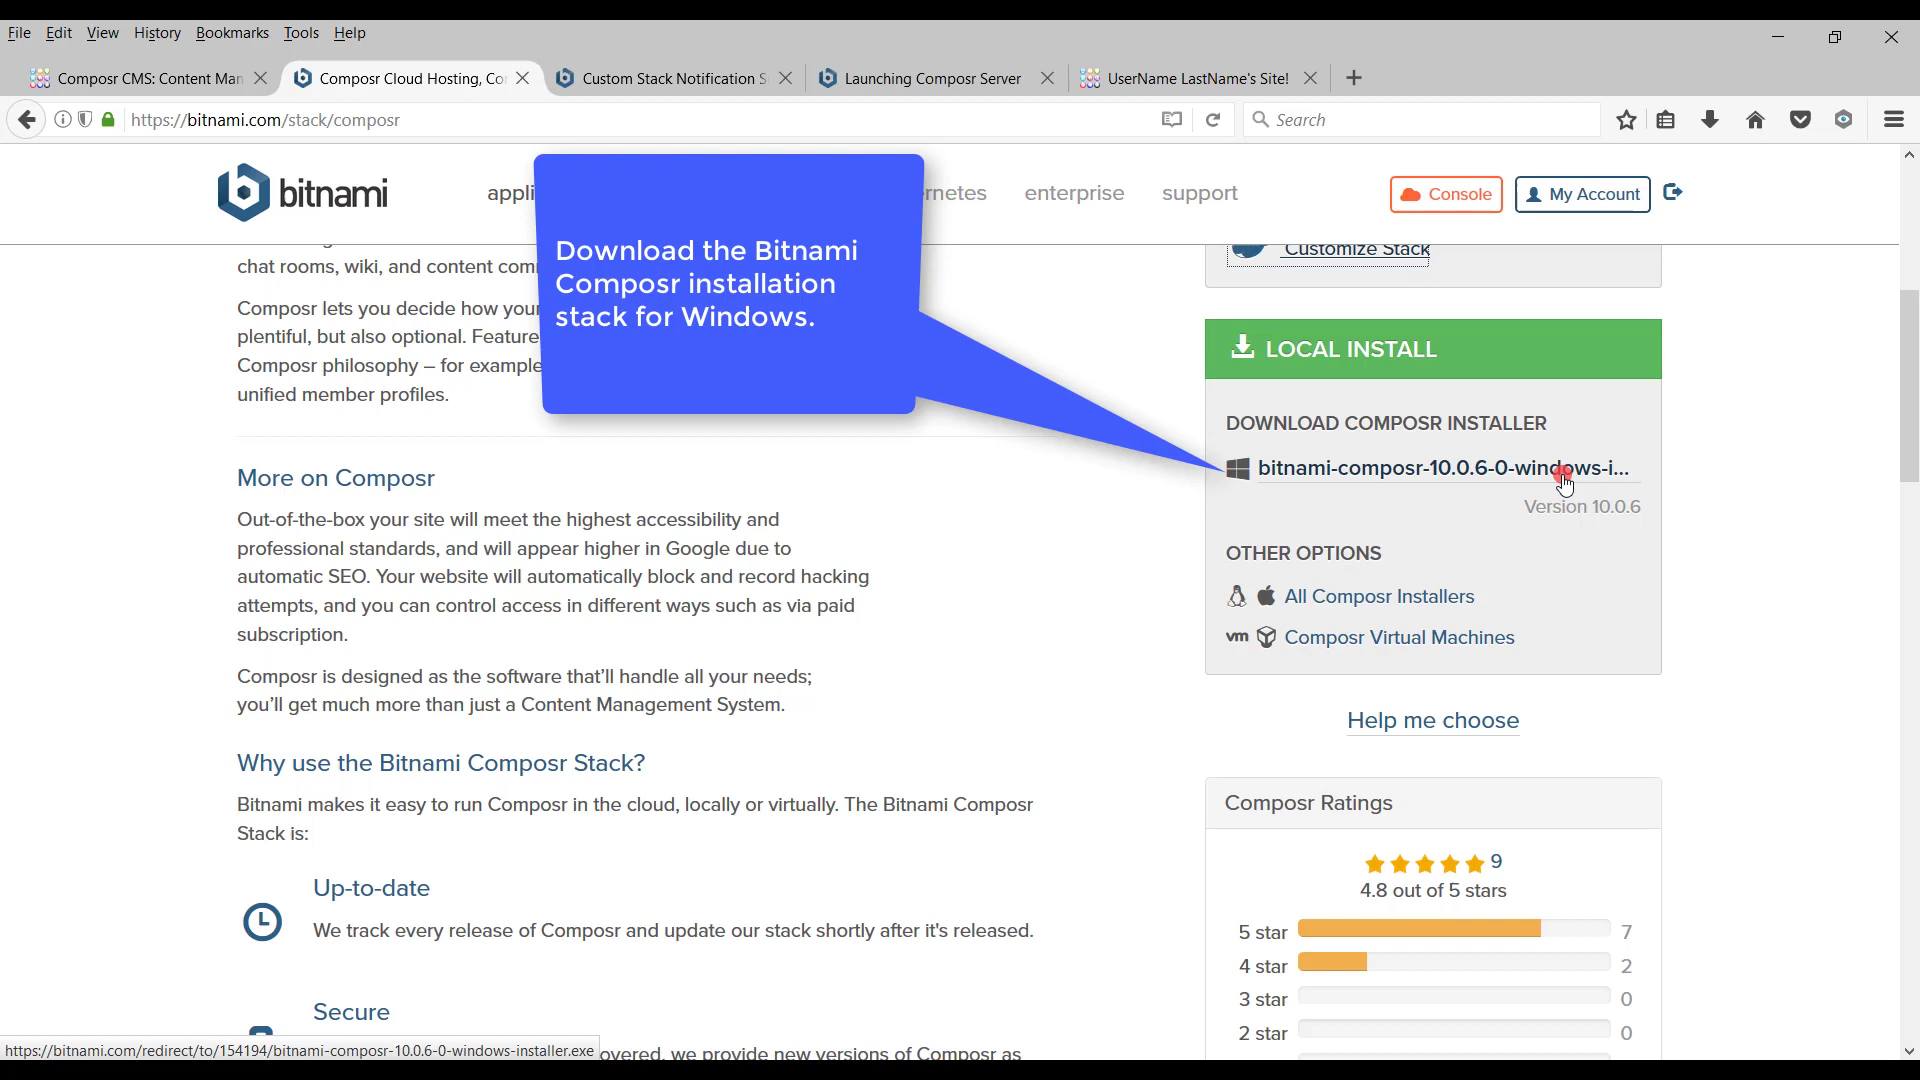 File Edit View History Bookmarks Tools Help
Composr CMS: Content Man
Composr Cloud Hosting, Co
Custom Stack Notification S
Launching Composr Server
UserName LastName's Site!
https://bitnami.com/stack/composr
Search
bitnami
appli
rnetes
enterprise
support
Console
My Account
Download the Bitnami
Composr installation
stack for Windows.
chat rooms, wiki, and content com
Composr lets you decide how your
plentiful, but also optional. Feature
Composr philosophy – for example
unified member profiles.
More on Composr
Out-of-the-box your site will meet the highest accessibility and
professional standards, and will appear higher in Google due to
automatic SEO. Your website will automatically block and record hacking
attempts, and you can control access in different ways such as via paid
subscription.
Composr is designed as the software that'll handle all your needs;
you'll get much more than just a Content Management System.
Why use the Bitnami Composr Stack?
Bitnami makes it easy to run Composr in the cloud, locally or virtually. The Bitnami Composr
Stack is:
Up-to-date
We track every release of Composr and update our stack shortly after it's released.
Secure
overed, we provide new versions of Composr as
Customize Stack
LOCAL INSTALL
DOWNLOAD COMPOSR INSTALLER
bitnami-composr-10.0.6-0-windows-i...
Version 10.0.6
OTHER OPTIONS
All Composr Installers
vm Composr Virtual Machines
Help me choose
Composr Ratings
9
4.8 out of 5 stars
5 star 7
4 star 2
3 star 0
2 star 0
https://bitnami.com/redirect/to/154194/bitnami-composr-10.0.6-0-windows-installer.exe